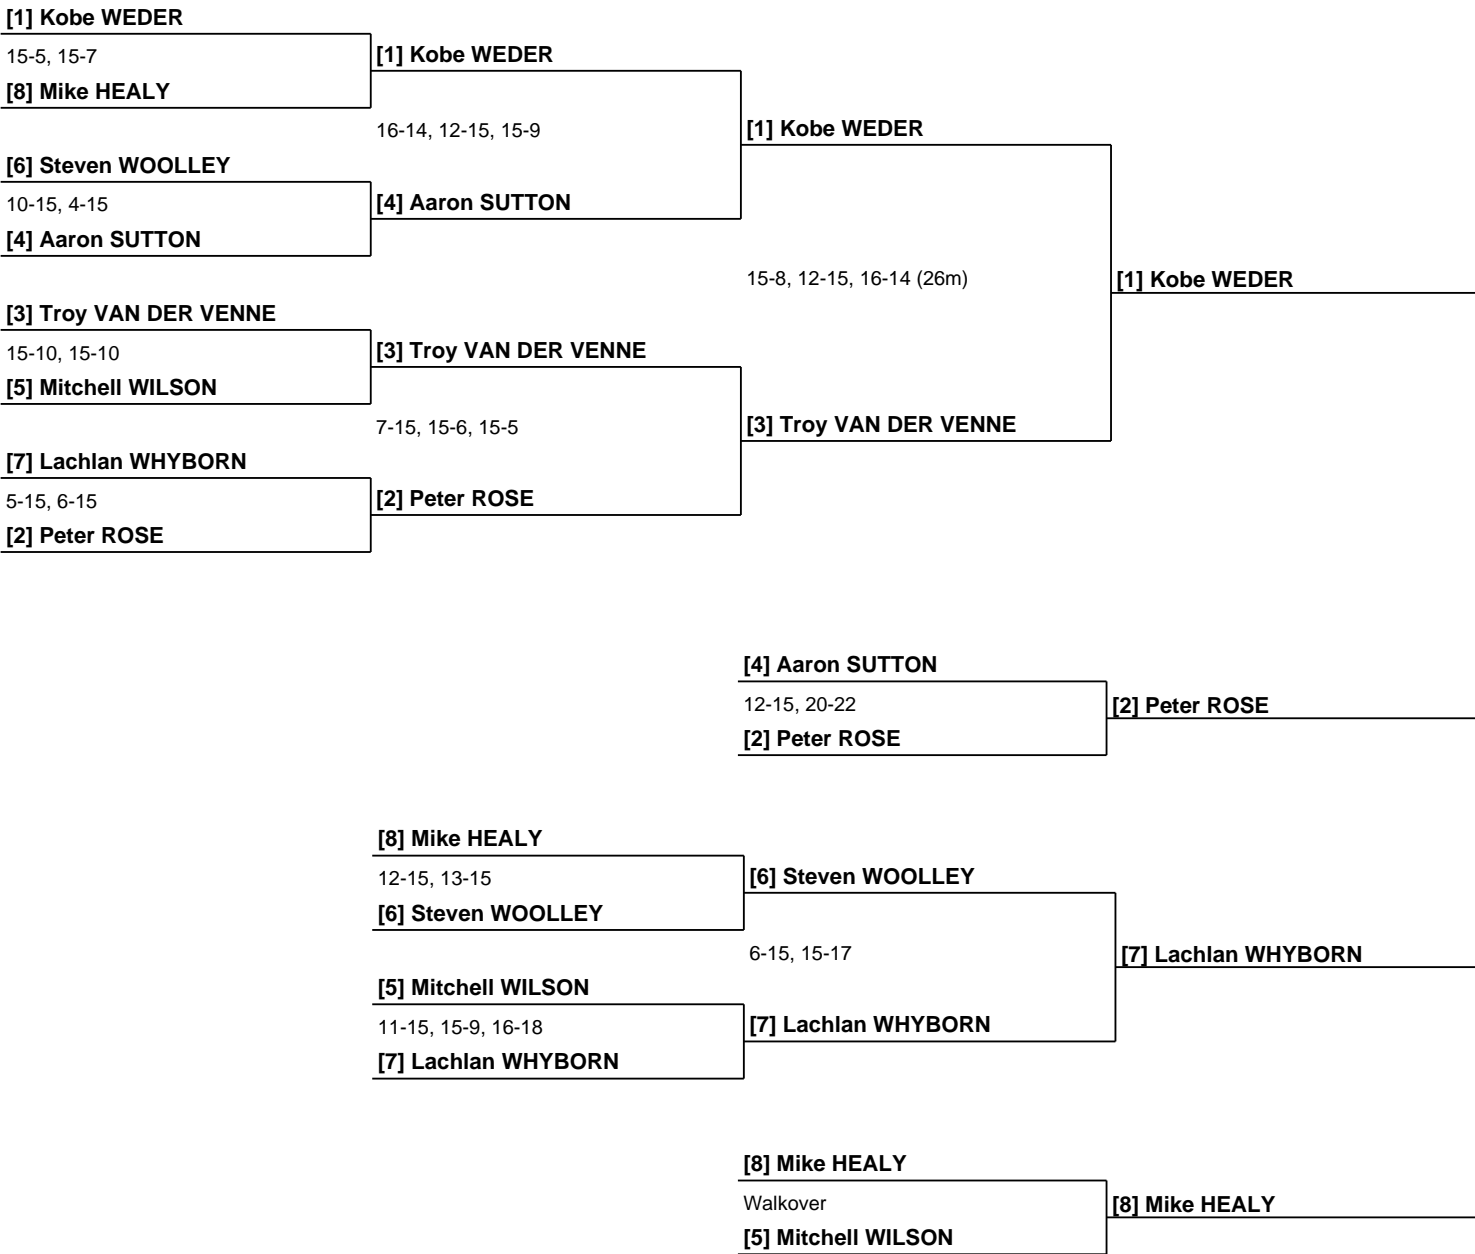 [1] Kobe WEDER
15-5, 15-7
[8] Mike HEALY
[1] Kobe WEDER
16-14, 12-15, 15-9
[6] Steven WOOLLEY
10-15, 4-15
[4] Aaron SUTTON
[4] Aaron SUTTON
[1] Kobe WEDER
15-8, 12-15, 16-14 (26m)
[1] Kobe WEDER
[3] Troy VAN DER VENNE
15-10, 15-10
[5] Mitchell WILSON
[3] Troy VAN DER VENNE
7-15, 15-6, 15-5
[3] Troy VAN DER VENNE
[7] Lachlan WHYBORN
5-15, 6-15
[2] Peter ROSE
[2] Peter ROSE
[4] Aaron SUTTON
12-15, 20-22
[2] Peter ROSE
[2] Peter ROSE
[8] Mike HEALY
12-15, 13-15
[6] Steven WOOLLEY
[6] Steven WOOLLEY
6-15, 15-17
[7] Lachlan WHYBORN
[5] Mitchell WILSON
11-15, 15-9, 16-18
[7] Lachlan WHYBORN
[7] Lachlan WHYBORN
[8] Mike HEALY
Walkover
[5] Mitchell WILSON
[8] Mike HEALY